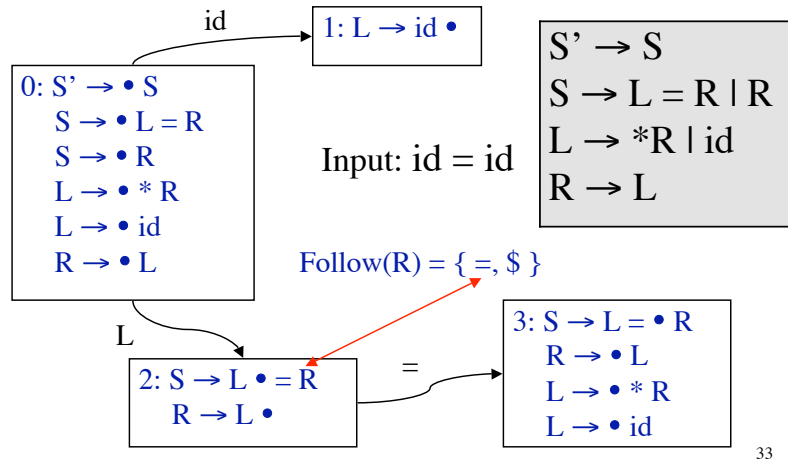 id
1: L → id •
0: S’ → • S
S → • L = R
S → • R
L → • * R
L → • id
R → • L
S’ → S
S → L = R | R
L → *R | id
R → L
Input: id = id
Follow(R) = { =, $ }
L
2: S → L • = R
R → L •
=
3: S → L = • R
R → • L
L → • * R
L → • id
33